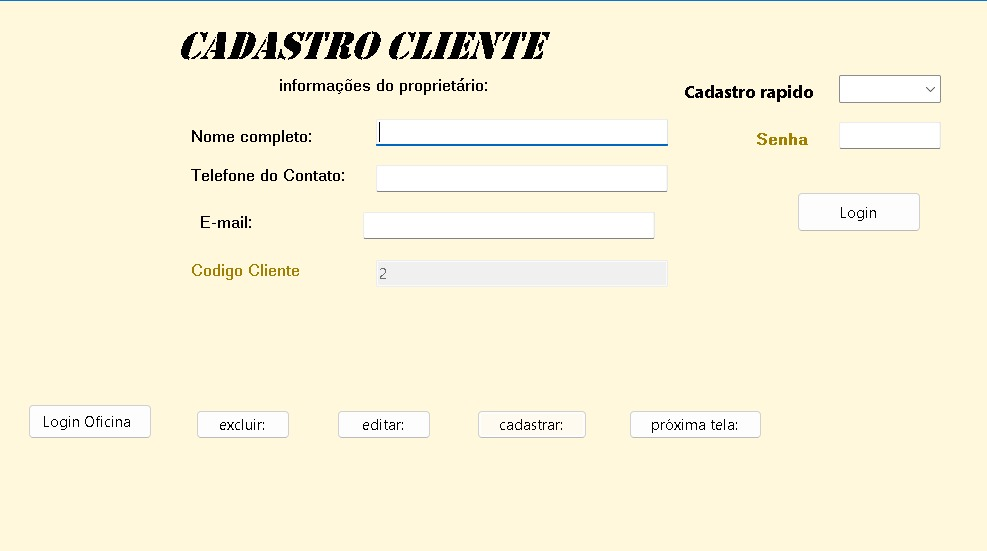 CADASTRO CLIENTE
informações do proprietário:
Cadastro rapido
Nome completo:
Senha
Telefone do Contato:
Login
E-mail:
Codigo Cliente
2
Login Oficina
excluir:
editar:
cadastrar:
próxima tela: